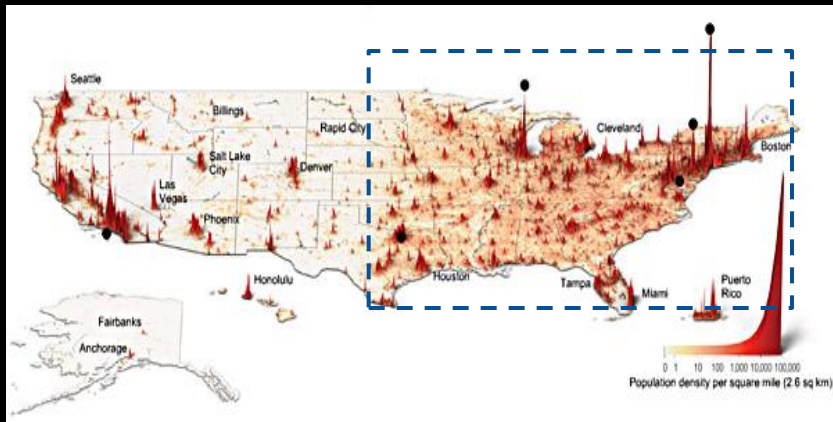 Seattle
Billings
Rapid City
Cleveland
Boston
Salt Lake
City
Denver
Las
Vegas
Phoenix
Houston
Tampa
Miami
Honolulu
Puerto
Rico
Fairbanks
Anchorage
0 1 10 100 1,000 10,000 100,000
Population density per square mile (2.6 sq km)